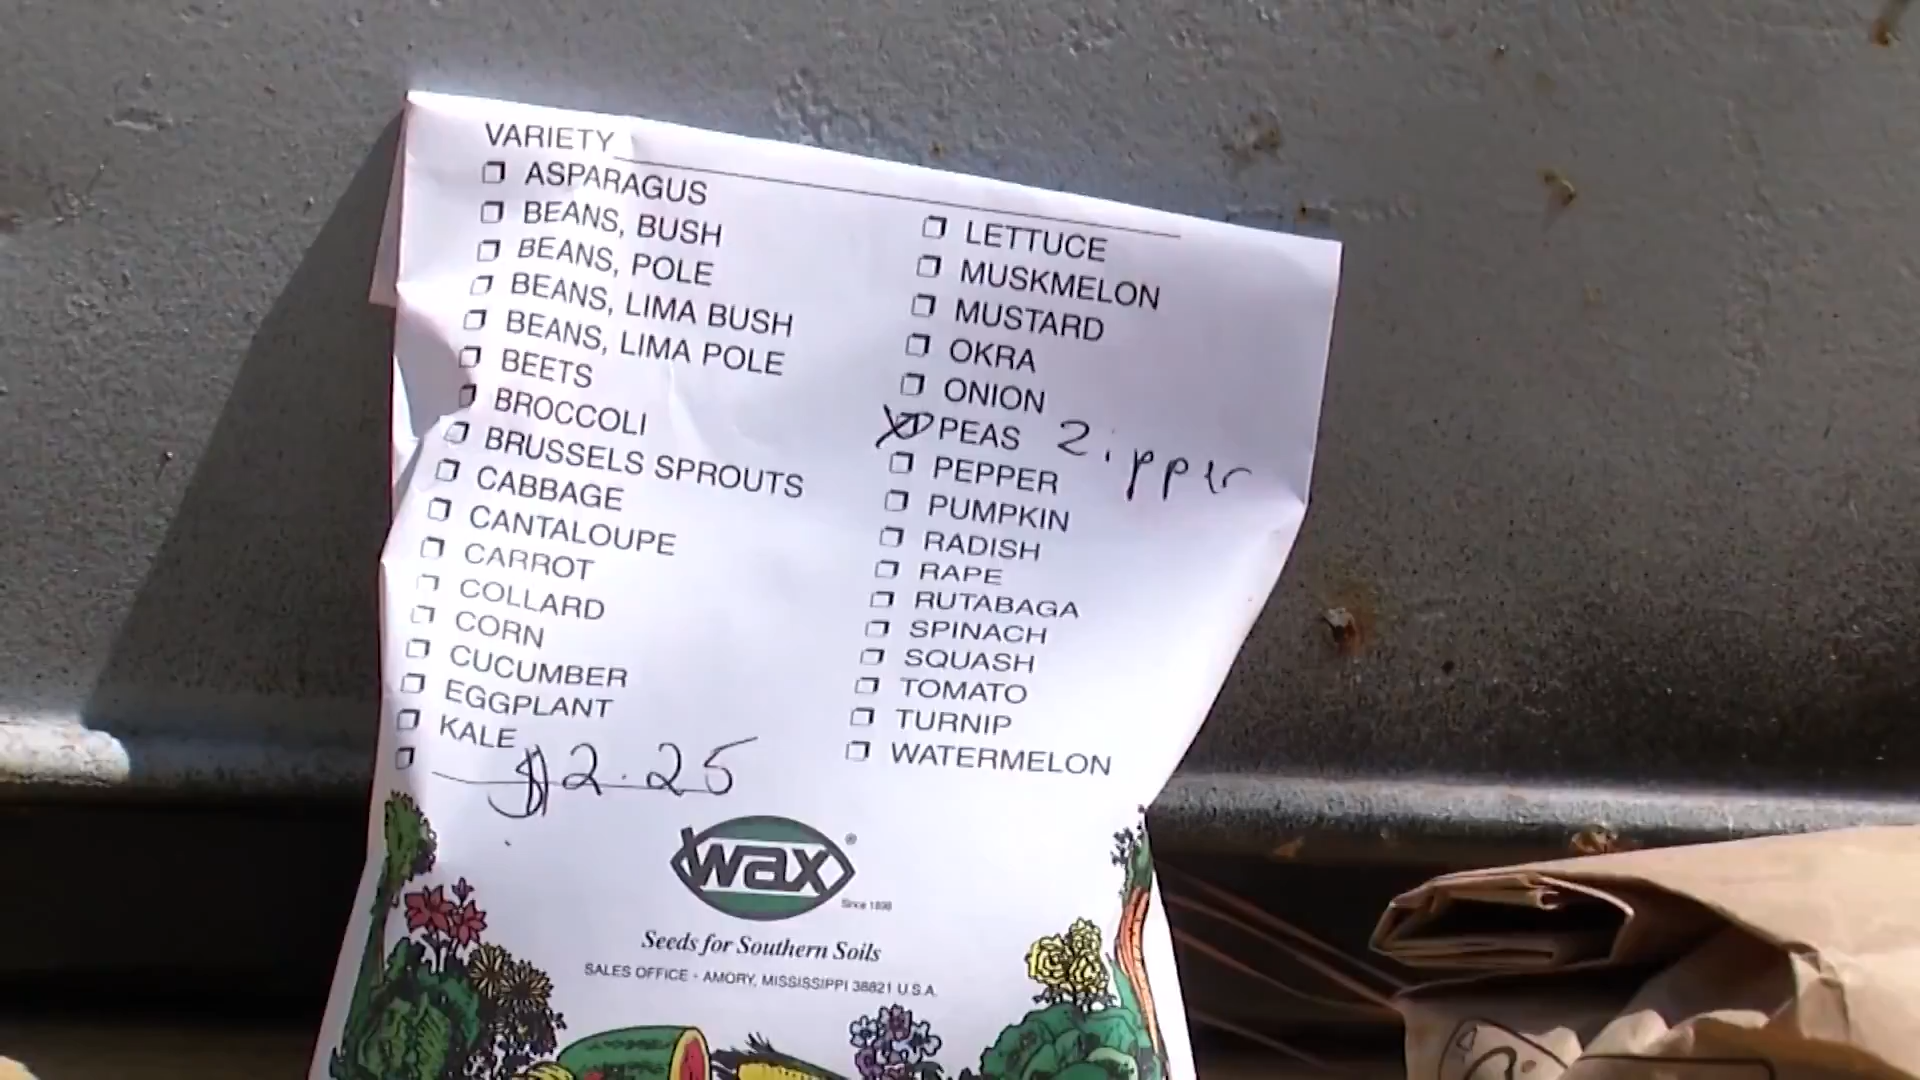 VARIETY
ASPARAGUS
BEANS, BUSH
BEANS, POLE
BEANS, LIMA BUSH
BEANS, LIMA POLE
BEETS
BROCCOLI
BRUSSELS SPROUTS
CABBAGE
CANTALOUPE
CARROT
COLLARD
CORN
CUCUMBER
EGGPLANT
KALE
$2.25
LETTUCE
MUSKMELON
MUSTARD
OKRA
ONION
PEAS Zipper
PEPPER
PUMPKIN
RADISH
RAPE
RUTABAGA
SPINACH
SQUASH
TOMATO
TURNIP
WATERMELON
wax®
Since 1898
Seeds for Southern Soils
SALES OFFICE - AMORY, MISSISSIPPI 38821 U.S.A.